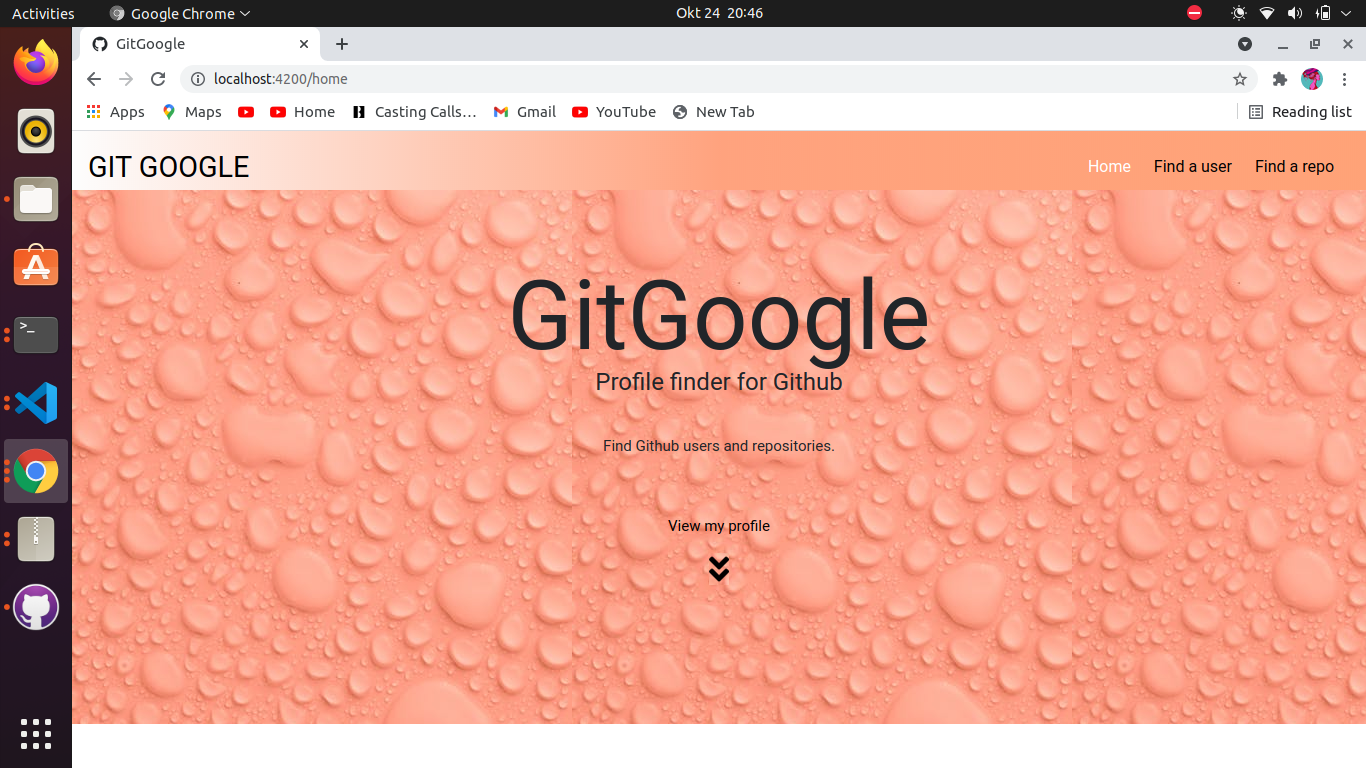 Activities Google Chrome Okt 24 20:46
GitGoogle
localhost:4200/home
Apps Maps Home Casting Calls... Gmail YouTube New Tab Reading list
GIT GOOGLE Home Find a user Find a repo
GitGoogle
Profile finder for Github
Find Github users and repositories.
View my profile